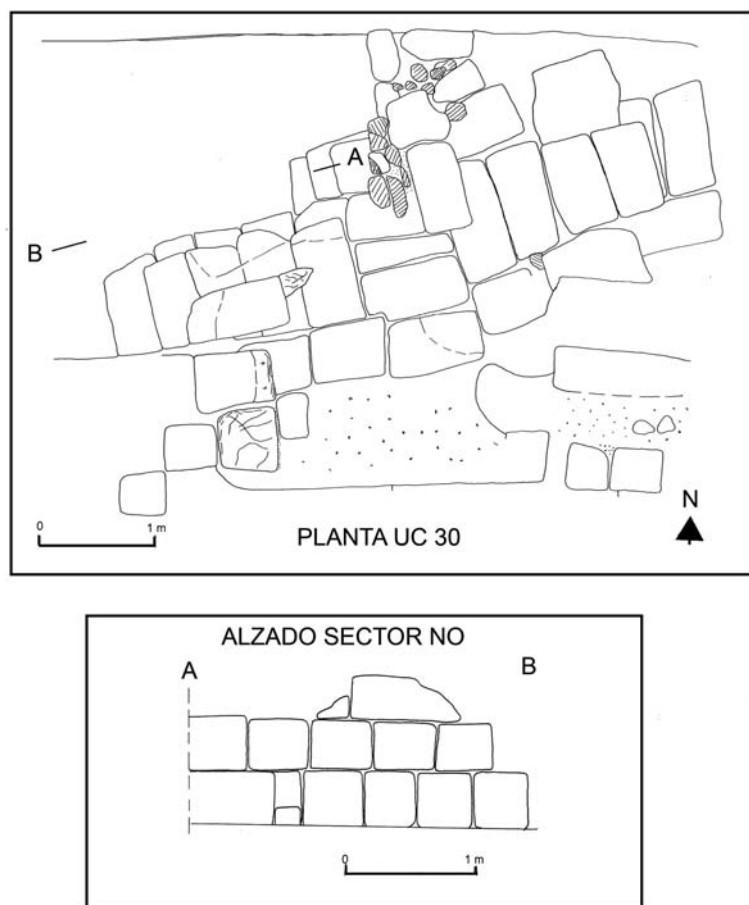 A
B
N
0 1 m
PLANTA UC 30
ALZADO SECTOR NO
A B
0 1 m